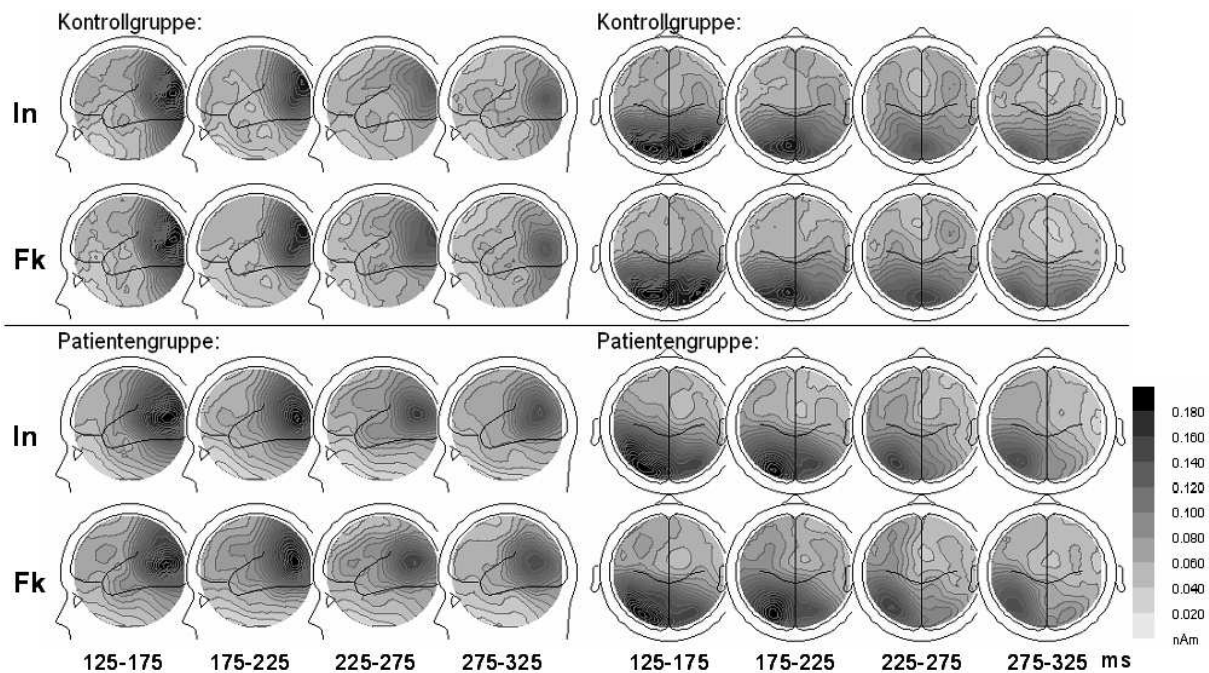 Kontrollgruppe: Kontrollgruppe:
In
Fk
Patientengruppe: Patientengruppe:
In
0.180
0.160
0.140
0.120
0.100
0.080
0.060
0.040
0.020
nAm
Fk
125-175 175-225 225-275 275-325 125-175 175-225 225-275 275-325 ms